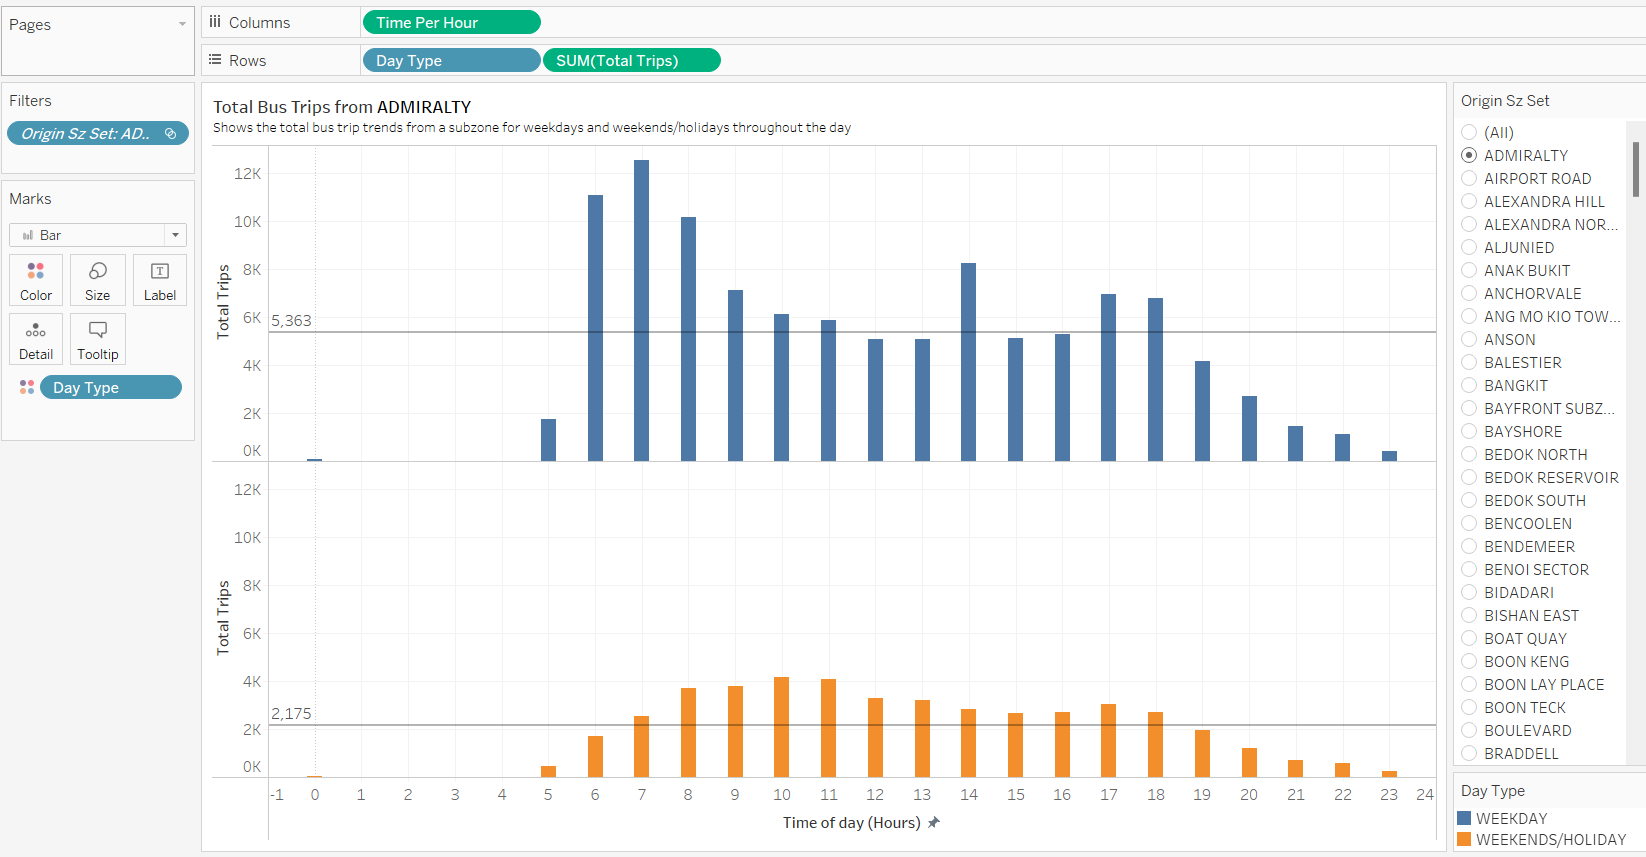 Pages
Columns
Time Per Hour
Rows
Day Type
SUM(Total Trips)
Filters
Origin Sz Set: AD..
Marks
Bar
Color
Size
Label
Detail
Tooltip
Day Type
Total Bus Trips from ADMIRALTY
Shows the total bus trip trends from a subzone for weekdays and weekends/holidays throughout the day
Total Trips
12K
10K
8K
6K
4K
2K
0K
5,363
Total Trips
12K
10K
8K
6K
4K
2K
0K
2,175
-1 0 1 2 3 4 5 6 7 8 9 10 11 12 13 14 15 16 17 18 19 20 21 22 23 24
Time of day (Hours)
Origin Sz Set
(All)
ADMIRALTY
AIRPORT ROAD
ALEXANDRA HILL
ALEXANDRA NOR...
ALJUNIED
ANAK BUKIT
ANCHORVALE
ANG MO KIO TOW...
ANSON
BALESTIER
BANGKIT
BAYFRONT SUBZ...
BAYSHORE
BEDOK NORTH
BEDOK RESERVOIR
BEDOK SOUTH
BENCOOLEN
BENDEMEER
BENOI SECTOR
BIDADARI
BISHAN EAST
BOAT QUAY
BOON KENG
BOON LAY PLACE
BOON TECK
BOULEVARD
BRADDELL
Day Type
WEEKDAY
WEEKENDS/HOLIDAY